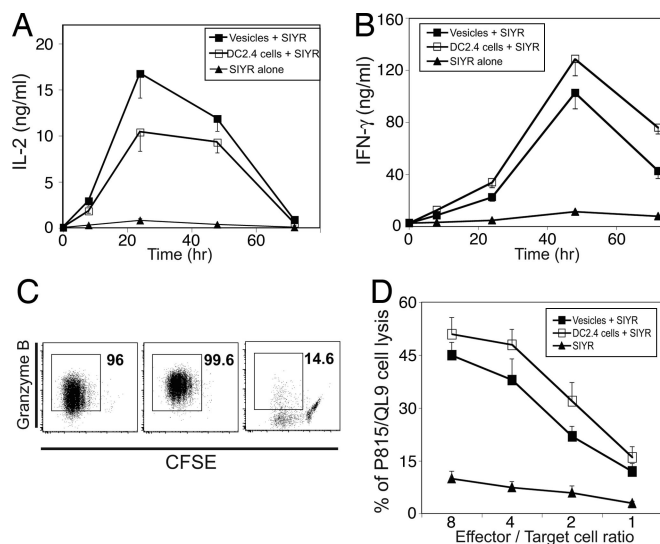 A
IL-2 (ng/ml)
20
15
10
5
0
0
20
40
60
Time (hr)
Vesicles + SIYR
DC2.4 cells + SIYR
SIYR alone
B
IFN-γ (ng/ml)
160
120
80
40
0
0
20
40
60
Time (hr)
Vesicles + SIYR
DC2.4 cells + SIYR
SIYR alone
C
Granzyme B
96
99.6
14.6
CFSE
D
% of P815/QL9 cell lysis
60
45
30
15
0
8
4
2
1
Effector / Target cell ratio
Vesicles + SIYR
DC2.4 cells + SIYR
SIYR